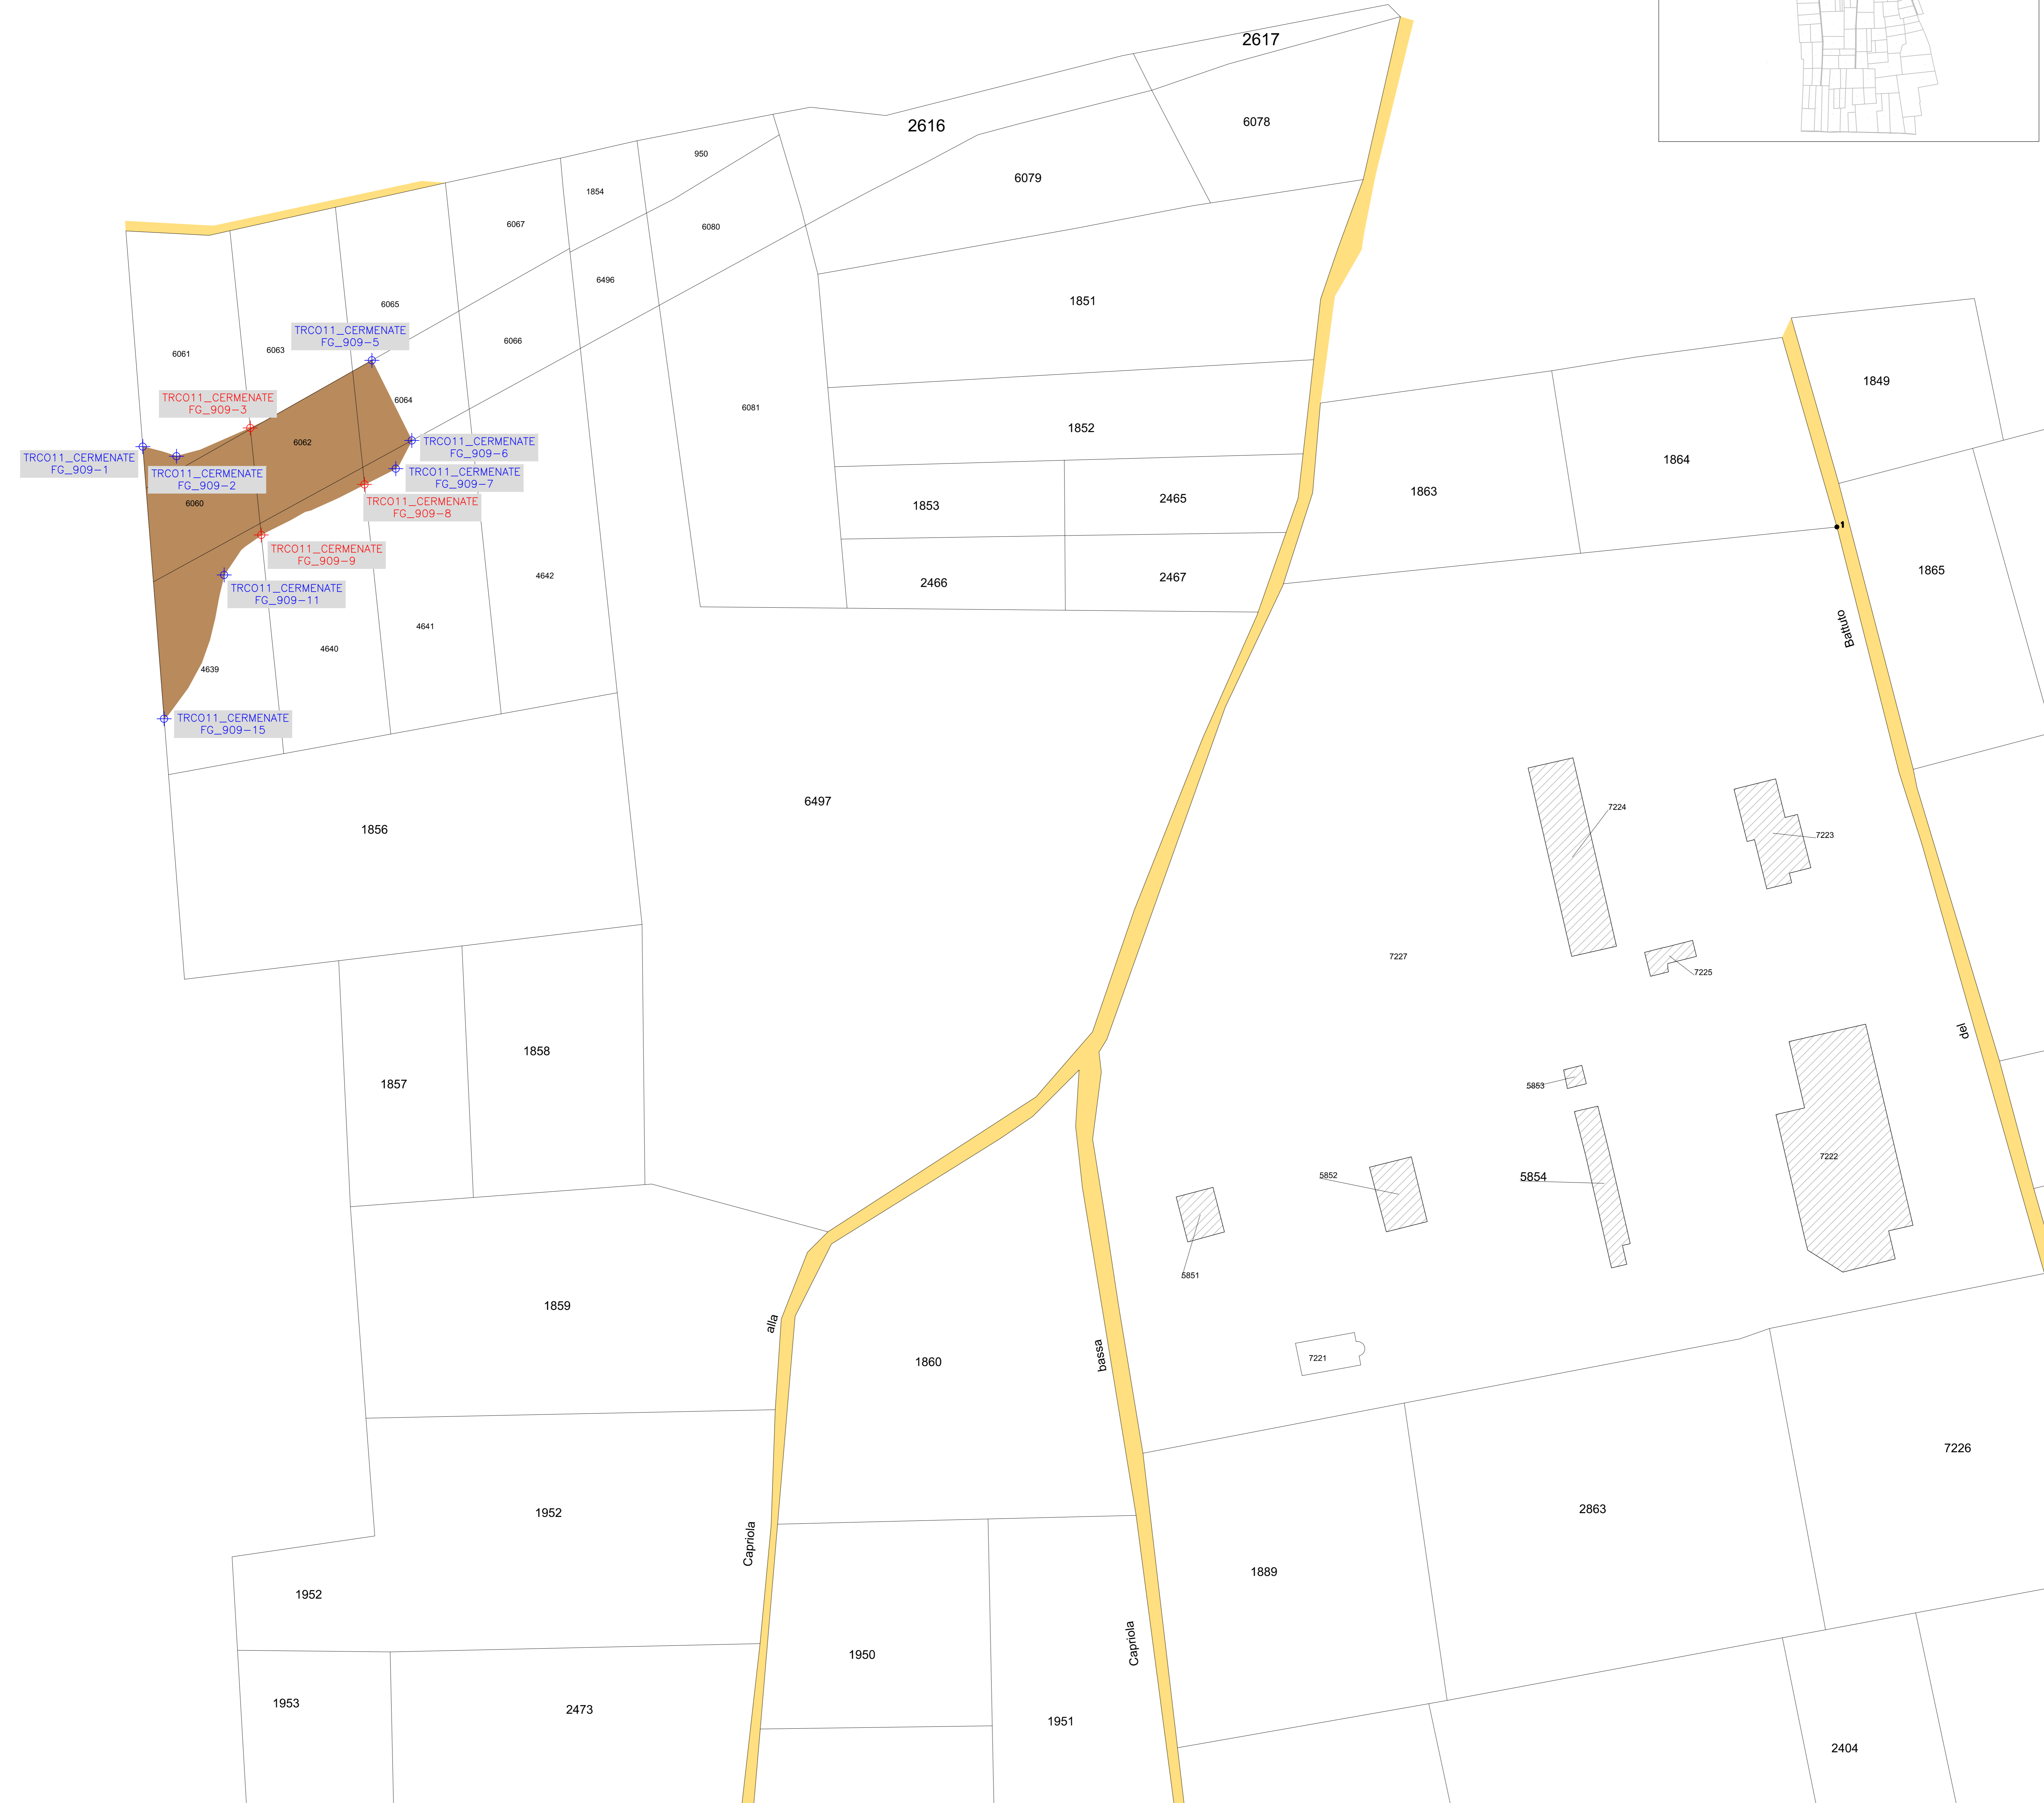 2617
2616
6078
950
6079
1854
6067
6080
6496
6065
1851
TRCO11_CERMENATE
FG_909-5
6066
6061
6063
1849
6064
TRCO11_CERMENATE
FG_909-3
6081
1852
6062
TRCO11_CERMENATE
FG_909-6
TRCO11_CERMENATE
FG_909-1
1864
TRCO11_CERMENATE
FG_909-2
TRCO11_CERMENATE
FG_909-7
1863
2465
1853
6060
TRCO11_CERMENATE
FG_909-8
1
TRCO11_CERMENATE
FG_909-9
1865
4642
2467
2466
TRCO11_CERMENATE
FG_909-11
4641
Battuto
4640
4639
TRCO11_CERMENATE
FG_909-15
6497
7224
1856
7223
7227
7225
del
1858
1857
5853
7222
5852
5854
5851
1859
alla
bassa
7221
1860
7226
2863
1952
Capriola
1889
1952
Capriola
1950
1953
2473
1951
2404